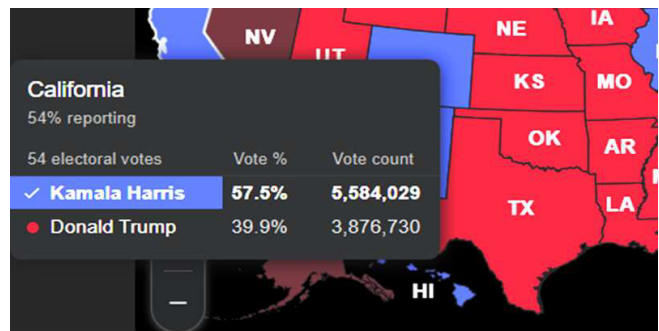 NV
UT
NE
IA
KS
MO
OK
AR
TX
LA
HI
California
54% reporting
54 electoral votes Vote % Vote count
Kamala Harris 57.5% 5,584,029
Donald Trump 39.9% 3,876,730